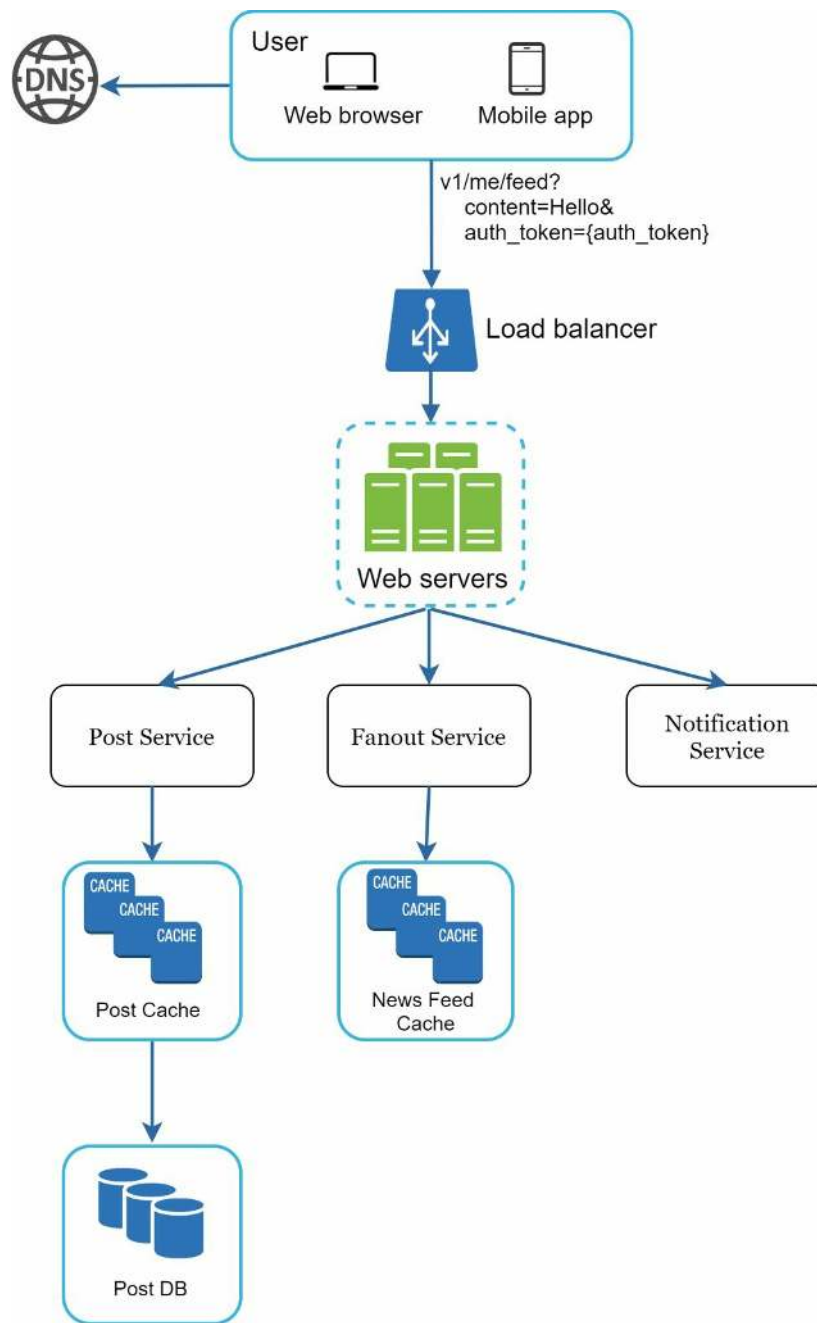 User
DNS
Web browser
Mobile app
v1/me/feed?
content=Hello&
auth_token={auth_token}
Load balancer
Web servers
Post Service
Fanout Service
Notification
Service
CACHE
CACHE
CACHE
Post Cache
CACHE
CACHE
CACHE
News Feed
Cache
Post DB